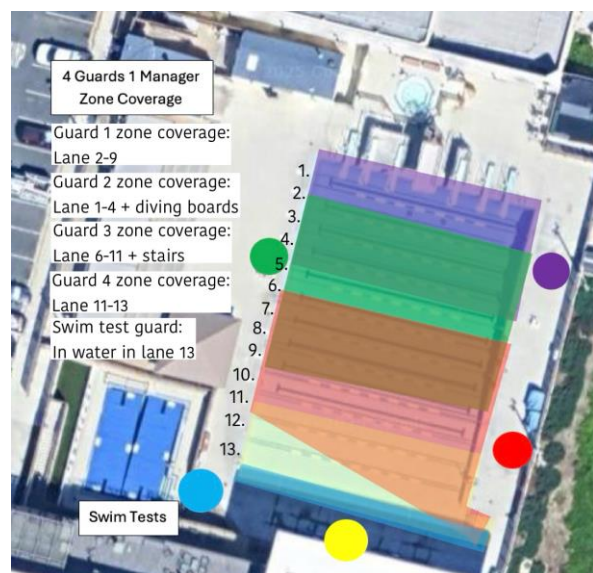 4 Guards 1 Manager
Zone Coverage
Guard 1 zone coverage:
Lane 2-9
Guard 2 zone coverage:
Lane 1-4 + diving boards
Guard 3 zone coverage:
Lane 6-11 + stairs
Guard 4 zone coverage:
Lane 11-13
Swim test guard:
In water in lane 13
1.
2.
3.
4.
5.
6.
7.
8.
9.
10.
11.
12.
13.
Swim Tests